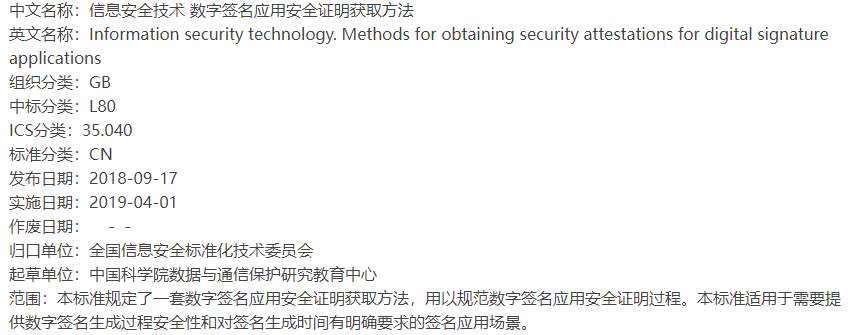 中文名称：信息安全技术 数字签名应用安全证明获取方法
英文名称：Information security technology. Methods for obtaining security attestations for digital signature
applications
组织分类：GB
中标分类：L80
ICS分类：35.040
标准分类：CN
发布日期：2018-09-17
实施日期：2019-04-01
作废日期：  - -
归口单位：全国信息安全标准化技术委员会
起草单位：中国科学院数据与通信保护研究教育中心
范围：本标准规定了一套数字签名应用安全证明获取方法，用以规范数字签名应用安全证明过程。本标准适用于需要提
供数字签名生成过程安全性和对签名生成时间有明确要求的签名应用场景。